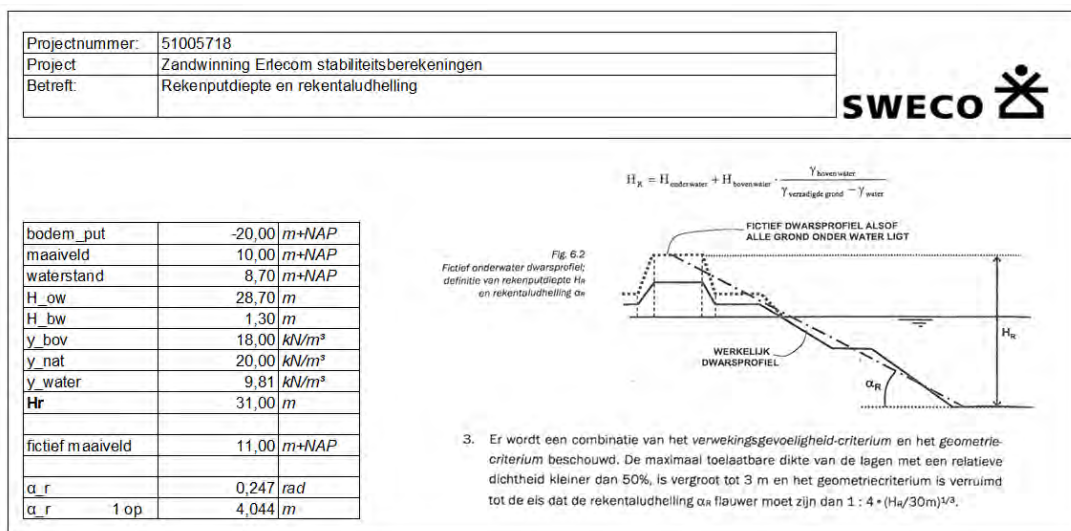 Projectnummer: 51005718
Project Zandwinning Erlecom stabiliteitsberekeningen
Betreft: Rekenputdiepte en rekentaludhelling
SWECO
H_R = H_onderwater + H_bovenwater · γ_bovenwater / (γ_verzadigde grond − γ_water)
bodem_put -20,00 m+NAP
maaiveld 10,00 m+NAP
waterstand 8,70 m+NAP
H_ow 28,70 m
H_bw 1,30 m
y_bov 18,00 kN/m³
y_nat 20,00 kN/m³
y_water 9,81 kN/m³
Hr 31,00 m
fictief maaiveld 11,00 m+NAP
α_r 0,247 rad
α_r 1 op 4,044 m
Fig. 6.2
Fictief onderwater dwarsprofiel;
definitie van rekenputdiepte HR
en rekentaludhelling αR
FICTIEF DWARSPROFIEL ALSOF
ALLE GROND ONDER WATER LIGT
HR
WERKELIJK
DWARSPROFIEL
αR
3. Er wordt een combinatie van het verwekingsgevoeligheid-criterium en het geometrie-
criterium beschouwd. De maximaal toelaatbare dikte van de lagen met een relatieve
dichtheid kleiner dan 50%, is vergroot tot 3 m en het geometriecriterium is verruimd
tot de eis dat de rekentaludhelling αR flauwer moet zijn dan 1 : 4•(HR/30m)¹/³.